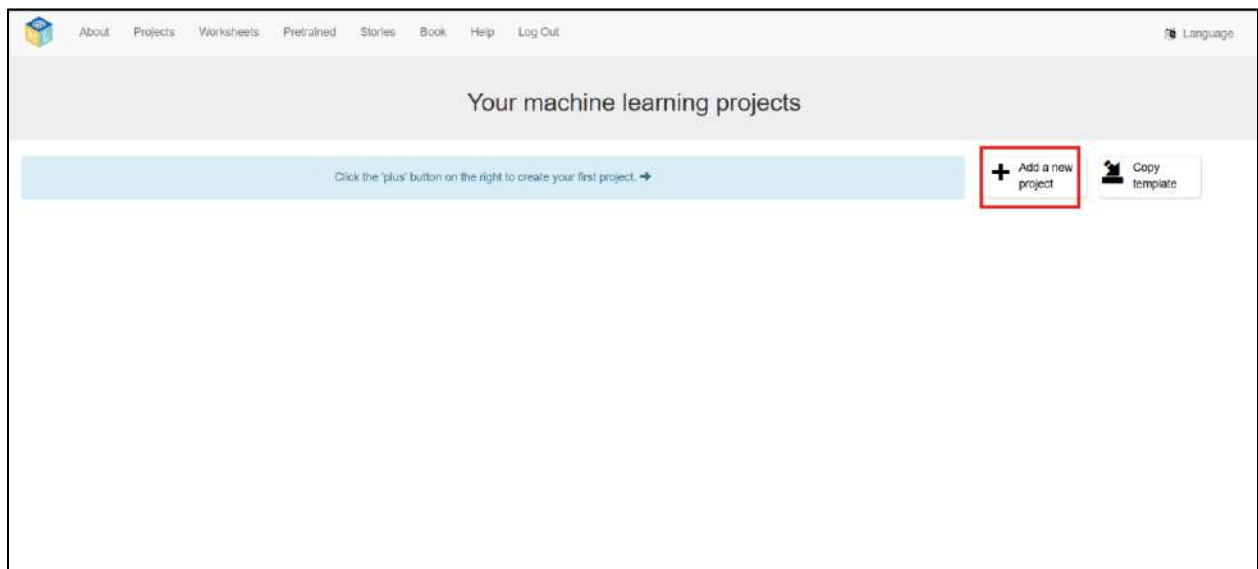 About Projects Worksheets Pretrained Stories Book Help Log Out Language
Your machine learning projects
Click the 'plus' button on the right to create your first project.
Add a new
project
Copy
template